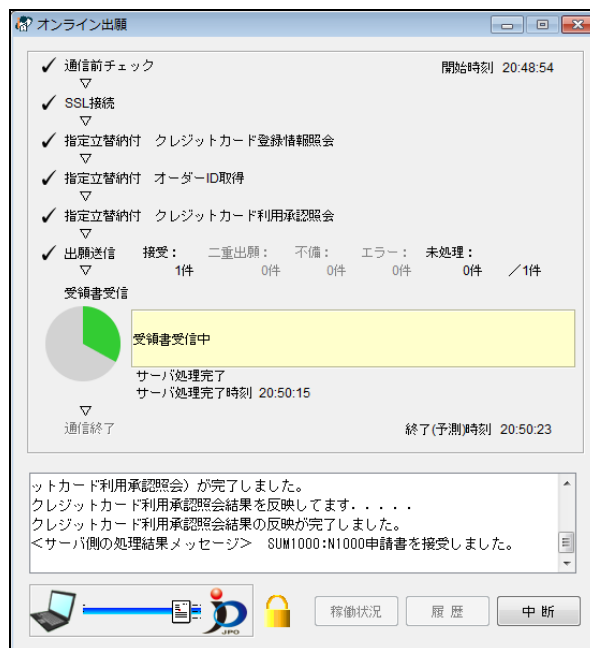 オンライン出願
通信前チェック 開始時刻 20:48:54
▽
SSL接続
▽
指定立替納付 クレジットカード登録情報照会
▽
指定立替納付 オーダーID取得
▽
指定立替納付 クレジットカード利用承認照会
▽
出願送信 接受： 二重出願： 不備： エラー： 未処理：
▽ 1件 0件 0件 0件 0件 ／1件
受領書受信
受領書受信中
サーバ処理完了
サーバ処理完了時刻 20:50:15
▽
通信終了 終了(予測)時刻 20:50:23
ットカード利用承認照会）が完了しました。
クレジットカード利用承認照会結果を反映してます．．．．．
クレジットカード利用承認照会結果の反映が完了しました。
＜サーバ側の処理結果メッセージ＞ SUM1000:N1000申請書を接受しました。
JPO
稼働状況 履 歴 中 断